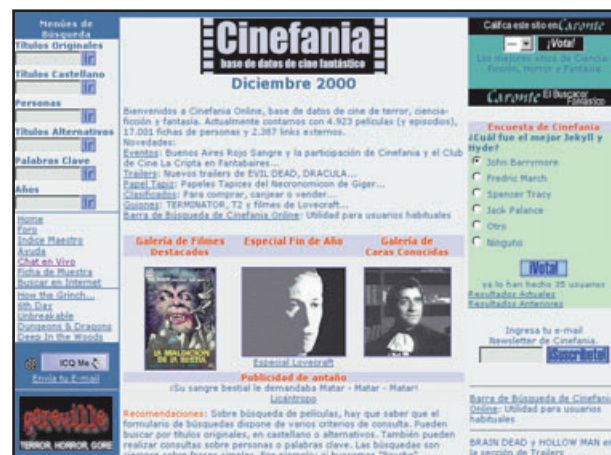 Menúes de
Búsqueda
Títulos Originales
ir
Títulos Castellano
ir
Personas
ir
Títulos Alternativos
ir
Palabras Clave
ir
Años
ir
Home
Foro
Indice Maestro
Ayuda
Chat en Vivo
Ficha de Muestra
Buscar en Internet
How the Grinch...
6th Day
Unbreakable
Dungeons & Dragons
Deep In the Woods
ICQ Me
Envía tu E-mail
goreville
TERROR, HORROR, GORE
Cinefania
base de datos de cine fantástico
Diciembre 2000
Bienvenidos a Cinefania Online, base de datos de cine de terror, ciencia-
ficción y fantasía. Actualmente contamos con 4.923 películas (y episodios),
17.001 fichas de personas y 2.387 links externos.
Novedades:
Eventos: Buenos Aires Rojo Sangre y la participación de Cinefania y el Club
de Cine La Cripta en Fantabaires...
Trailers: Nuevos trailers de EVIL DEAD, DRACULA...
Papel Tapiz: Papeles Tapices del Necronomicon de Giger...
Clasificados: Para comprar, canjear o vender...
Guiones: TERMINATOR, T2 y filmes de Lovecraft...
Barra de Búsqueda de Cinefania Online: Utilidad para usuarios habituales
Galería de Filmes
Destacados
Especial Fin de Año
Galería de
Caras Conocidas
LA MALDICION
DE LA BESTIA
Especial Lovecraft
Publicidad de antaño
¡Su sangre bestial le demandaba Matar - Matar - Matar!
Licántropo
Recomendaciones: Sobre búsqueda de películas, hay que saber que el
formulario de búsquedas dispone de varios criterios de consulta. Pueden
buscar por títulos originales, en castellano o alternativos. También pueden
realizar consultas sobre personas o palabras clave. Las búsquedas son
Califica este sitio en Caronte
¡Vota!
Los mejores sitios de Ciencia-
ficción, Horror y Fantasía
Caronte El Buscador
Fantástico
Encuesta de Cinefania
¿Cuál fue el mejor Jekyll y
Hyde?
John Barrymore
Fredric March
Spencer Tracy
Jack Palance
Otro
Ninguno
¡Vota!
ya lo han hecho 35 usuarios
Resultados Actuales
Resultados Anteriores
Ingresa tu e-mail
Newsletter de Cinefania.
¡Suscribete!
Barra de Búsqueda de Cinefania
Online: Utilidad para usuarios
habituales
BRAIN DEAD y HOLLOW MAN en
la sección de Trailers